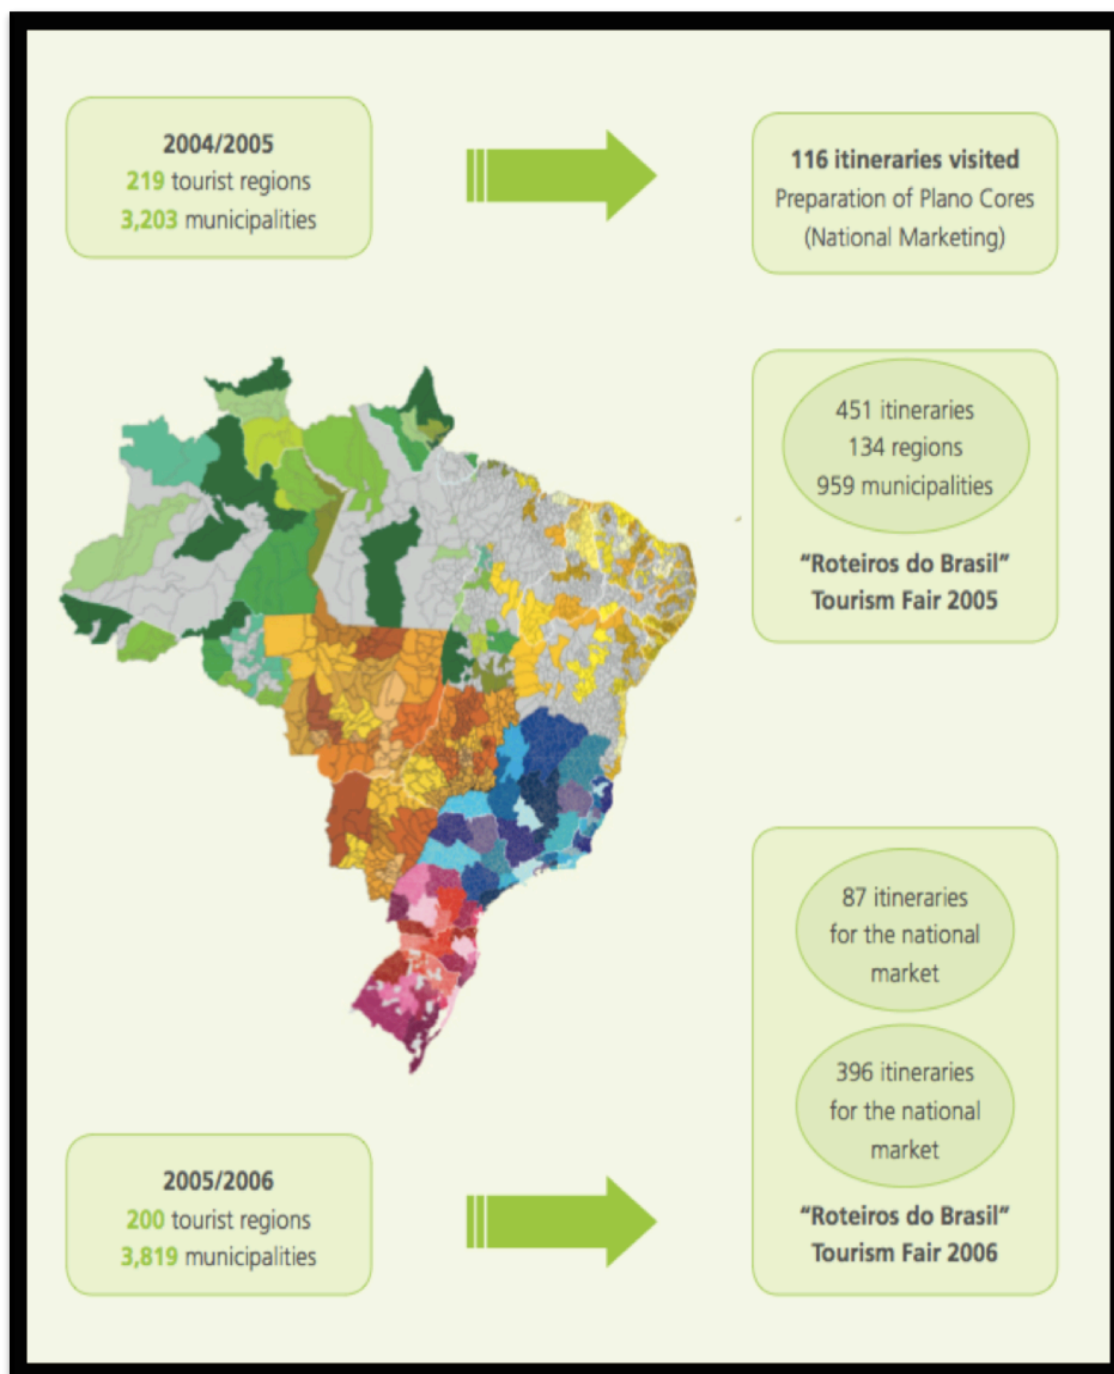 2004/2005
219 tourist regions
3,203 municipalities
116 itineraries visited
Preparation of Plano Cores
(National Marketing)
451 itineraries
134 regions
959 municipalities
“Roteiros do Brasil”
Tourism Fair 2005
87 itineraries
for the national
market
396 itineraries
for the national
market
“Roteiros do Brasil”
Tourism Fair 2006
2005/2006
200 tourist regions
3,819 municipalities